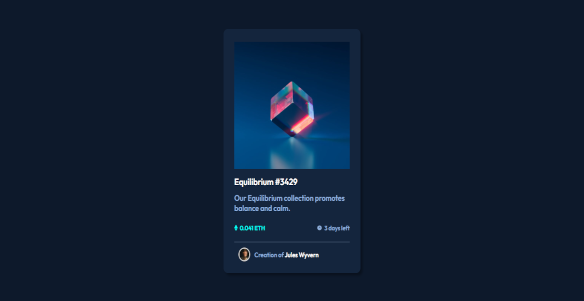 Equilibrium #3429
Our Equilibrium collection promotes
balance and calm.
0.041 ETH
3 days left
Creation of Jules Wyvern